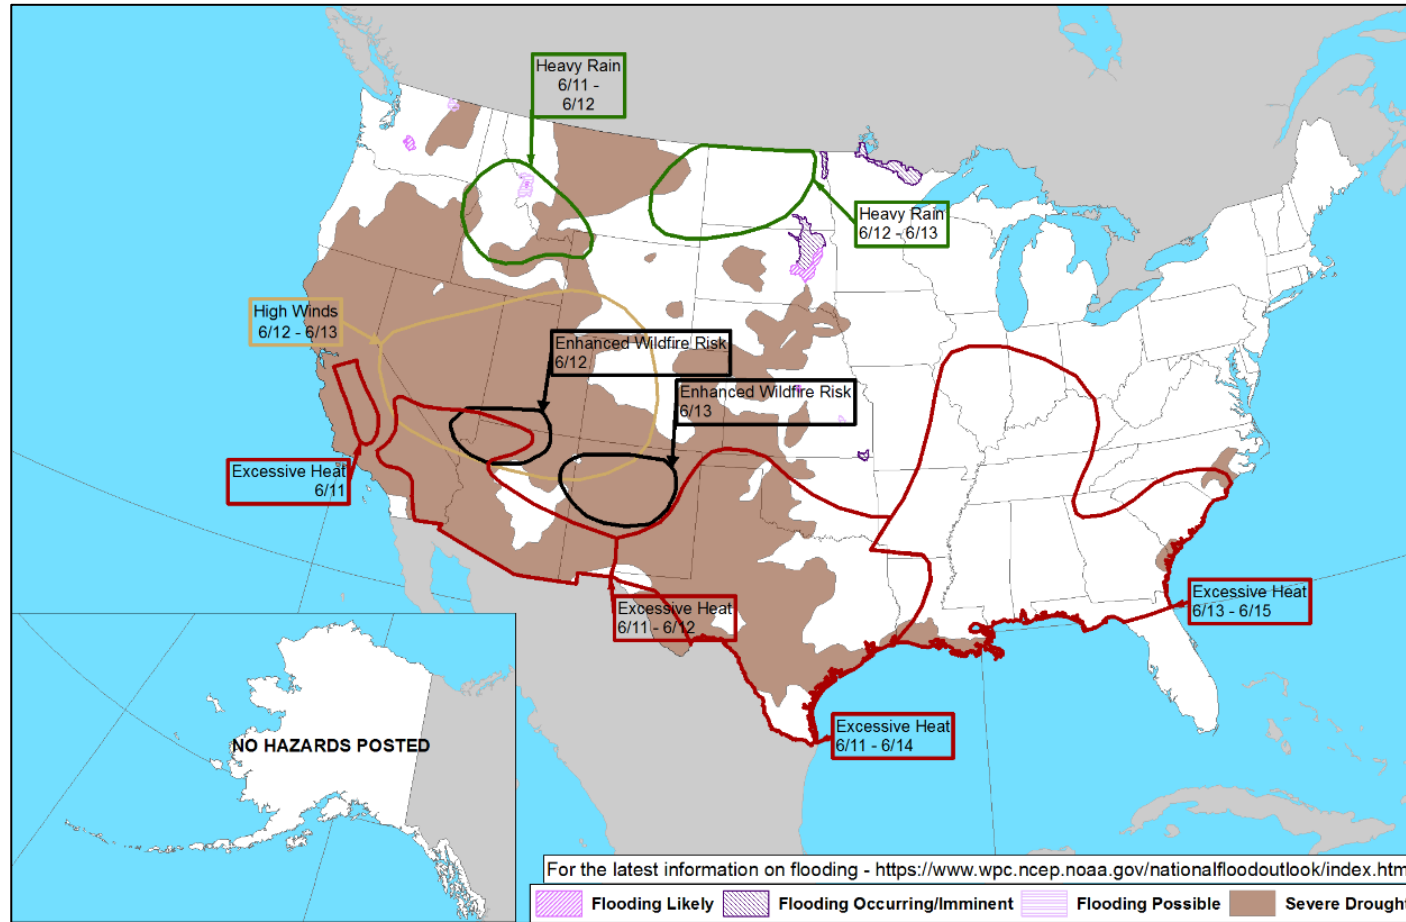 Heavy Rain
6/11 -
6/12
Heavy Rain
6/12 - 6/13
High Winds
6/12 - 6/13
Enhanced Wildfire Risk
6/12
Enhanced Wildfire Risk
6/13
Excessive Heat
6/11
Excessive Heat
6/11 - 6/12
Excessive Heat
6/13 - 6/15
Excessive Heat
6/11 - 6/14
NO HAZARDS POSTED
For the latest information on flooding - https://www.wpc.ncep.noaa.gov/nationalfloodoutlook/index.htm
Flooding Likely
Flooding Occurring/Imminent
Flooding Possible
Severe Drought